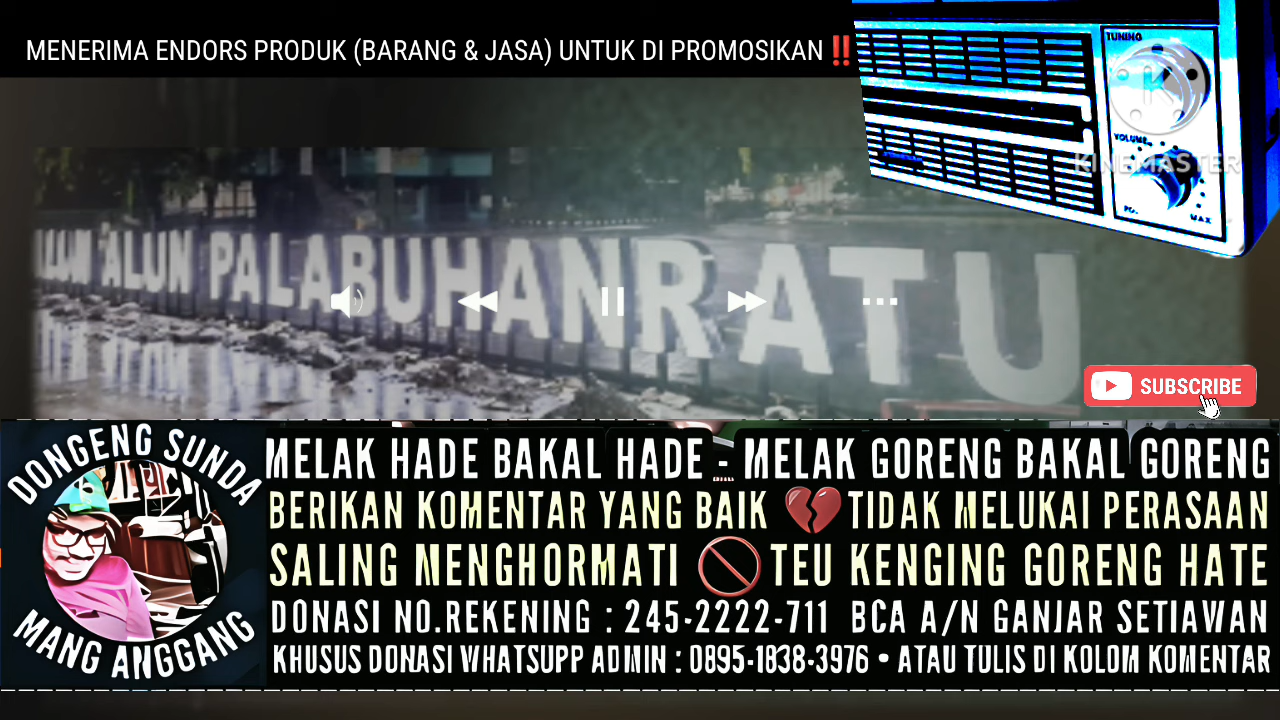 MENERIMA ENDORS PRODUK (BARANG & JASA) UNTUK DI PROMOSIKAN ‼️
TUNING
VOLUME
MAX
KINEMASTER
ALUN PALABUHANRATU
SUBSCRIBE
DONGENG SUNDA
MANG ANGGANG
MELAK HADE BAKAL HADE - MELAK GORENG BAKAL GORENG
BERIKAN KOMENTAR YANG BAIK 💔 TIDAK MELUKAI PERASAAN
SALING MENGHORMATI 🚫 TEU KENGING GORENG HATE
DONASI NO.REKENING : 245-2222-711 BCA A/N GANJAR SETIAWAN
KHUSUS DONASI WHATSUPP ADMIN : 0895-1838-3976 • ATAU TULIS DI KOLOM KOMENTAR